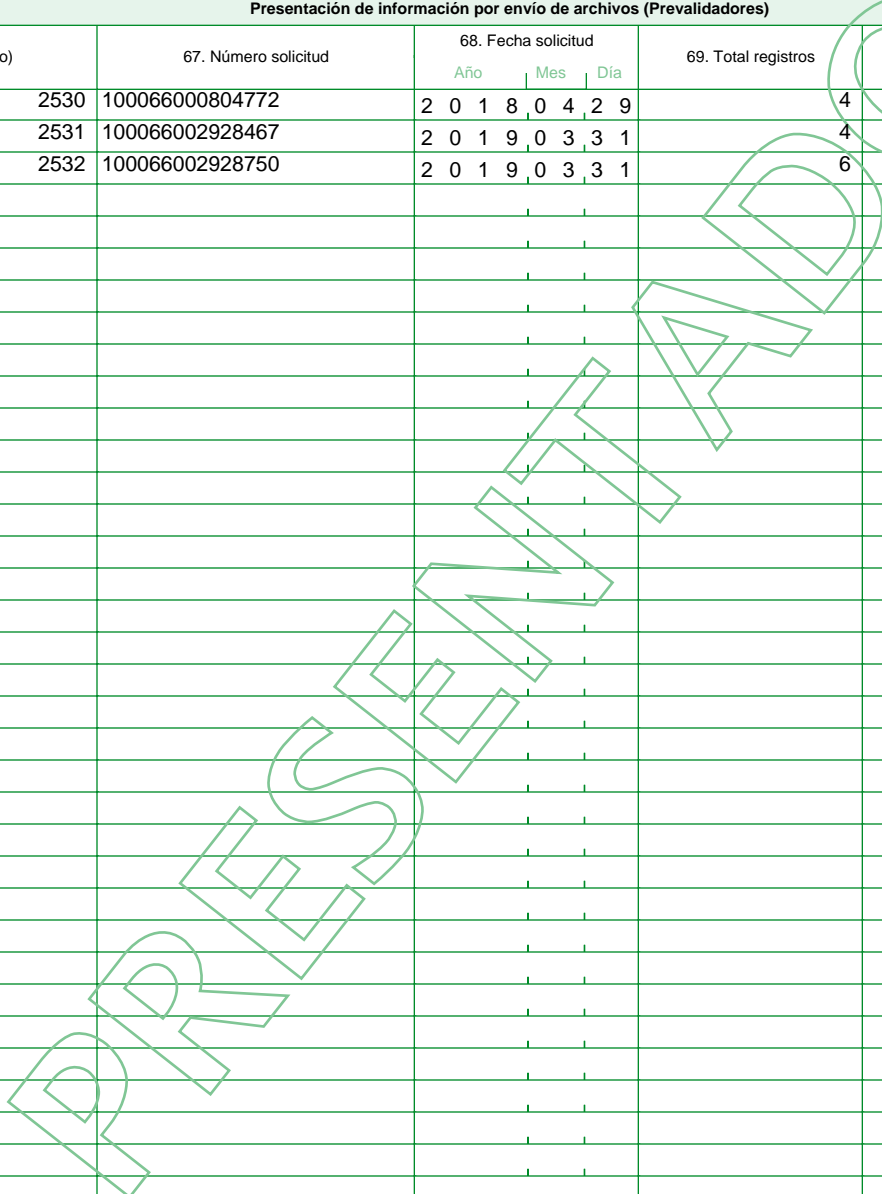 Presentación de información por envío de archivos (Prevalidadores)
o) 67. Número solicitud 68. Fecha solicitud 69. Total registros
Año Mes Día
2530 100066000804772 2 0 1 8 0 4 2 9 4
2531 100066002928467 2 0 1 9 0 3 3 1 4
2532 100066002928750 2 0 1 9 0 3 3 1 6
PRESENTADO